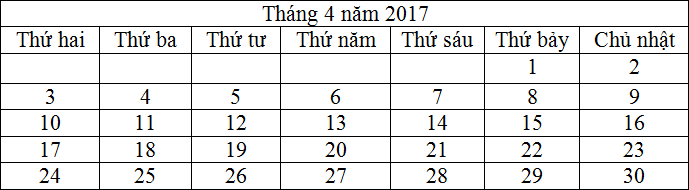 Tháng 4 năm 2017
Thứ hai Thứ ba Thứ tư Thứ năm Thứ sáu Thứ bảy Chủ nhật
1 2
3 4 5 6 7 8 9
10 11 12 13 14 15 16
17 18 19 20 21 22 23
24 25 26 27 28 29 30